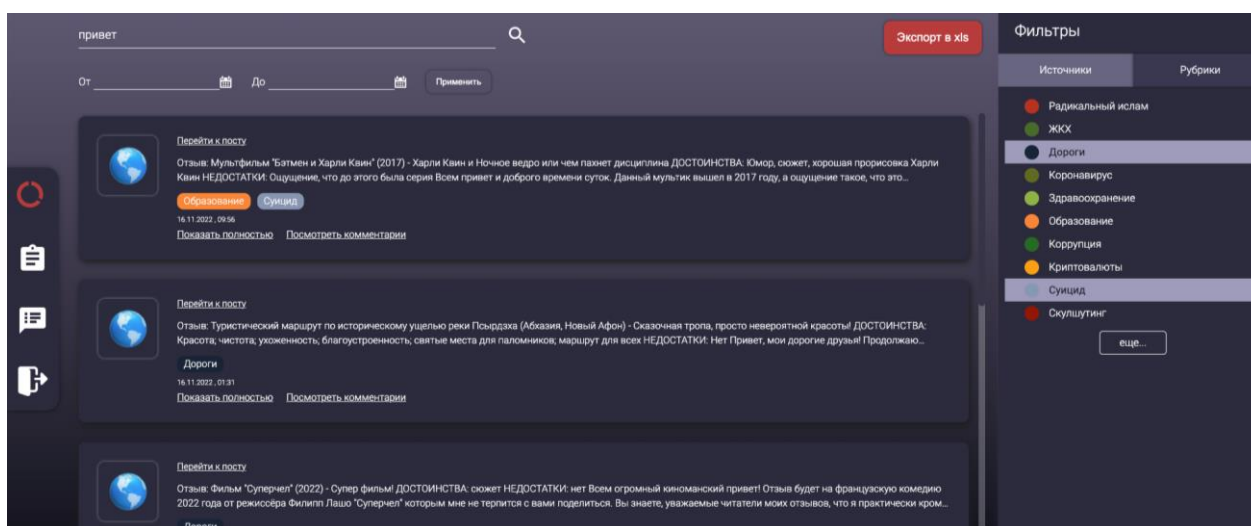 привет
Экспорт в xls
От
До
Применить
Перейти к посту
Отзыв: Мультфильм "Бэтмен и Харли Квин" (2017) - Харли Квин и Ночное ведро или чем пахнет дисциплина ДОСТОИНСТВА: Юмор, сюжет, хорошая прорисовка Харли
Квин НЕДОСТАТКИ: Ощущение, что до этого была серия Всем привет и доброго времени суток. Данный мультик вышел в 2017 году, а ощущение такое, что это...
Образование Суицид
16.11.2022 , 09:56
Показать полностью Посмотреть комментарии
Перейти к посту
Отзыв: Туристический маршрут по историческому ущелью реки Псырдзха (Абхазия, Новый Афон) - Сказочная тропа, просто невероятной красоты! ДОСТОИНСТВА:
Красота; чистота; ухоженность; благоустроенность; святые места для паломников; маршрут для всех НЕДОСТАТКИ: Нет Привет, мои дорогие друзья! Продолжаю...
Дороги
16.11.2022 , 01:31
Показать полностью Посмотреть комментарии
Перейти к посту
Отзыв: Фильм "Суперчел" (2022) - Супер фильм! ДОСТОИНСТВА: сюжет НЕДОСТАТКИ: нет Всем огромный киноманский привет! Отзыв будет на французскую комедию
2022 года от режиссёра Филипп Лашо "Суперчел" которым мне не терпится с вами поделиться. Вы знаете, уважаемые читатели моих отзывов, что я практически кром...
Дороги
Фильтры
Источники Рубрики
Радикальный ислам
ЖКХ
Дороги
Коронавирус
Здравоохранение
Образование
Коррупция
Криптовалюты
Суицид
Скулшутинг
еще...